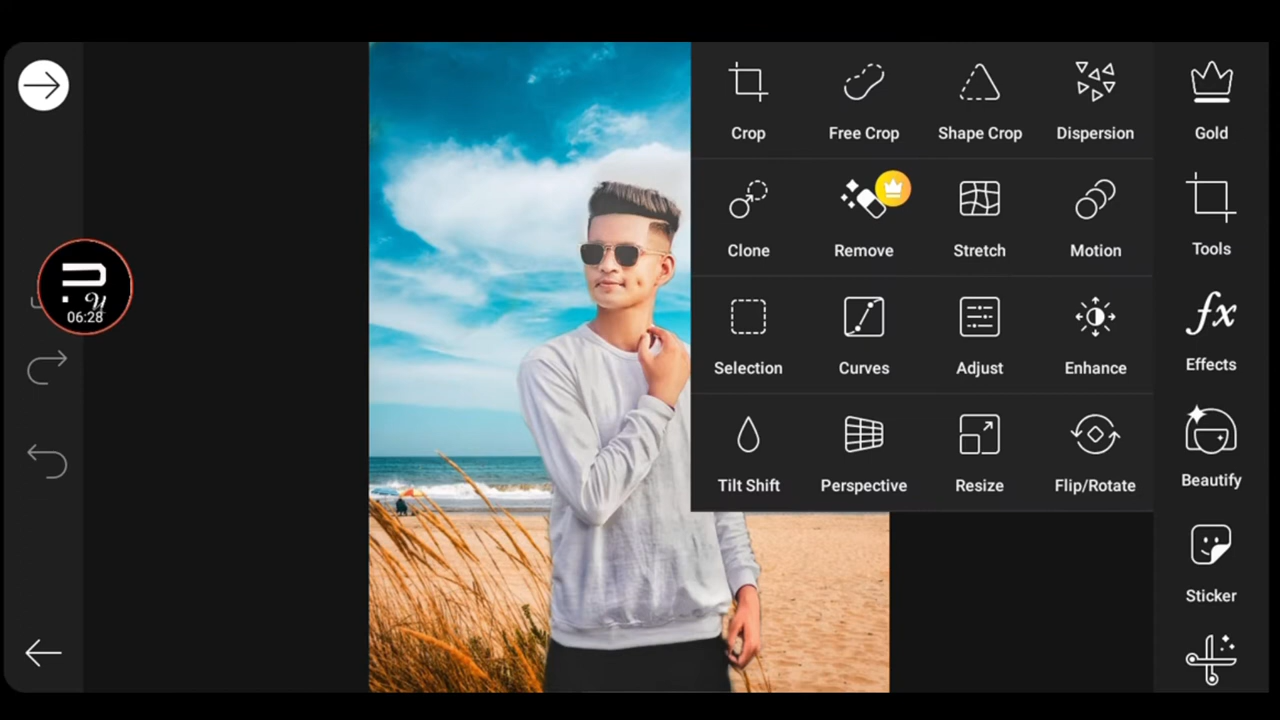 Crop Free Crop Shape Crop Dispersion Gold
Clone Remove Stretch Motion Tools
06:28
Selection Curves Adjust Enhance Effects
Tilt Shift Perspective Resize Flip/Rotate Beautify
Sticker